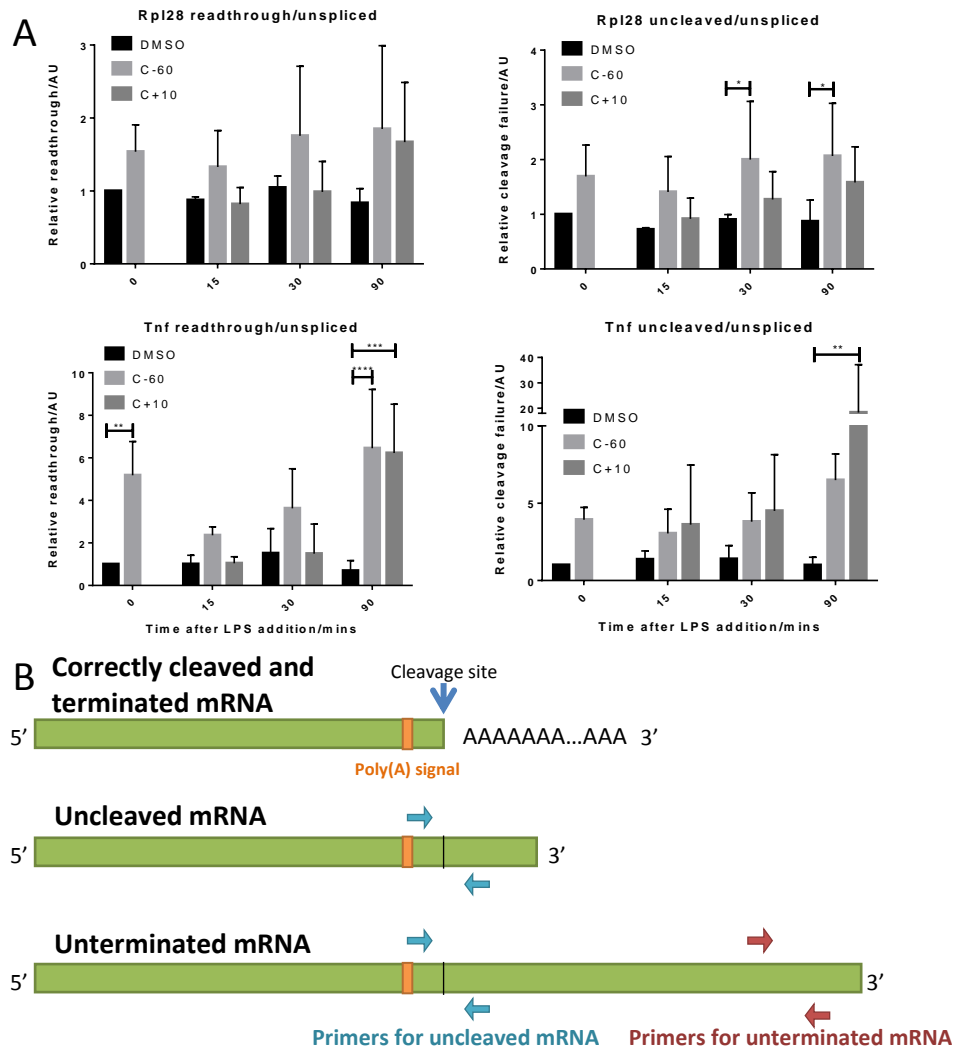 A
Rpl28 readthrough/unspliced
Relative readthrough/AU
3
2
1
0
DMSO
C-60
C+10
0
15
30
90
Rpl28 uncleaved/unspliced
Relative cleavage failure/AU
4
3
2
1
0
DMSO
C-60
C+10
*
*
0
15
30
90
Tnf readthrough/unspliced
Relative readthrough/AU
10
8
6
4
2
0
DMSO
C-60
C+10
**
****
***
0
15
30
90
Time after LPS addition/mins
Tnf uncleaved/unspliced
Relative cleavage failure/AU
40
30
20
10
10
5
0
DMSO
C-60
C+10
**
0
15
30
90
Time after LPS addition/mins
B
Correctly cleaved and
terminated mRNA
Cleavage site
5’
AAAAAAA...AAA 3’
Poly(A) signal
Uncleaved mRNA
5’
3’
Unterminated mRNA
5’
3’
Primers for uncleaved mRNA
Primers for unterminated mRNA